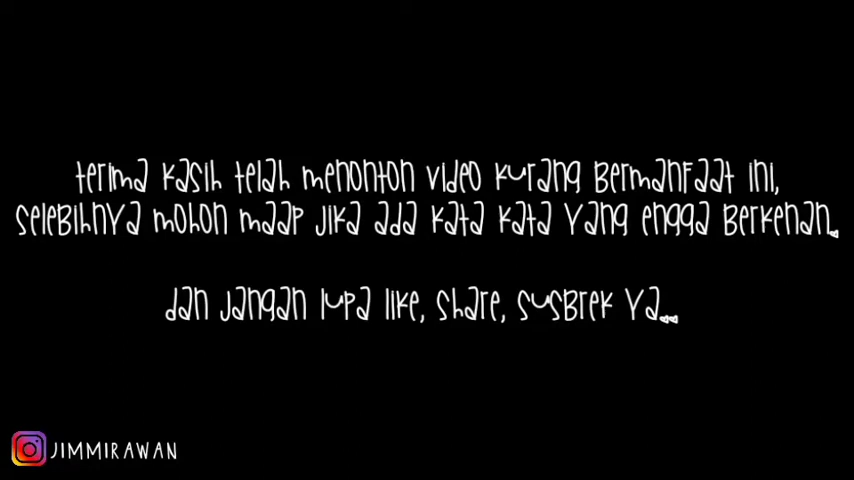 terima kasih telah menonton video kurang bermanfaat ini,
selebihnya mohon maap jika ada kata kata yang engga berkenan..
dan jangan lupa like, share, susbrek ya...
JIMMIRAWAN